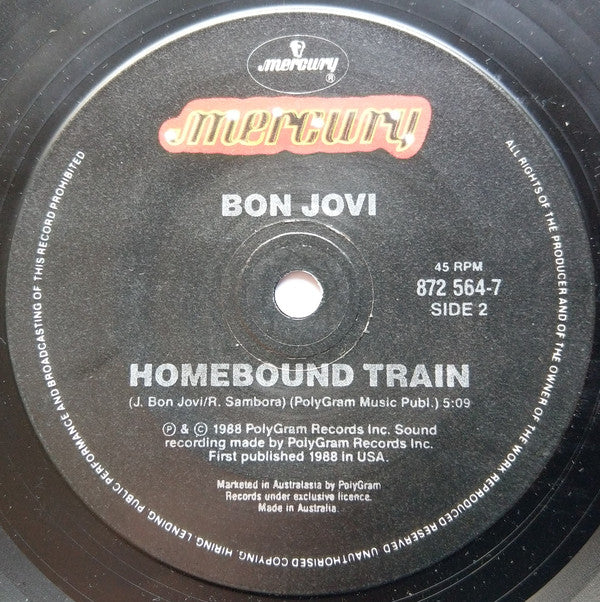 mercury
®
mercury
BON JOVI
45 RPM
872 564-7
SIDE 2
HOMEBOUND TRAIN
(J. Bon Jovi/R. Sambora) (PolyGram Music Publ.) 5:09
Ⓟ & © 1988 PolyGram Records Inc. Sound
recording made by PolyGram Records Inc.
First published 1988 in USA.
Marketed in Australasia by PolyGram
Records under exclusive licence.
Made in Australia.
ALL RIGHTS OF THE PRODUCER AND OF THE OWNER OF THE WORK REPRODUCED RESERVED. UNAUTHORISED COPYING, HIRING, LENDING, PUBLIC PERFORMANCE AND BROADCASTING OF THIS RECORD PROHIBITED